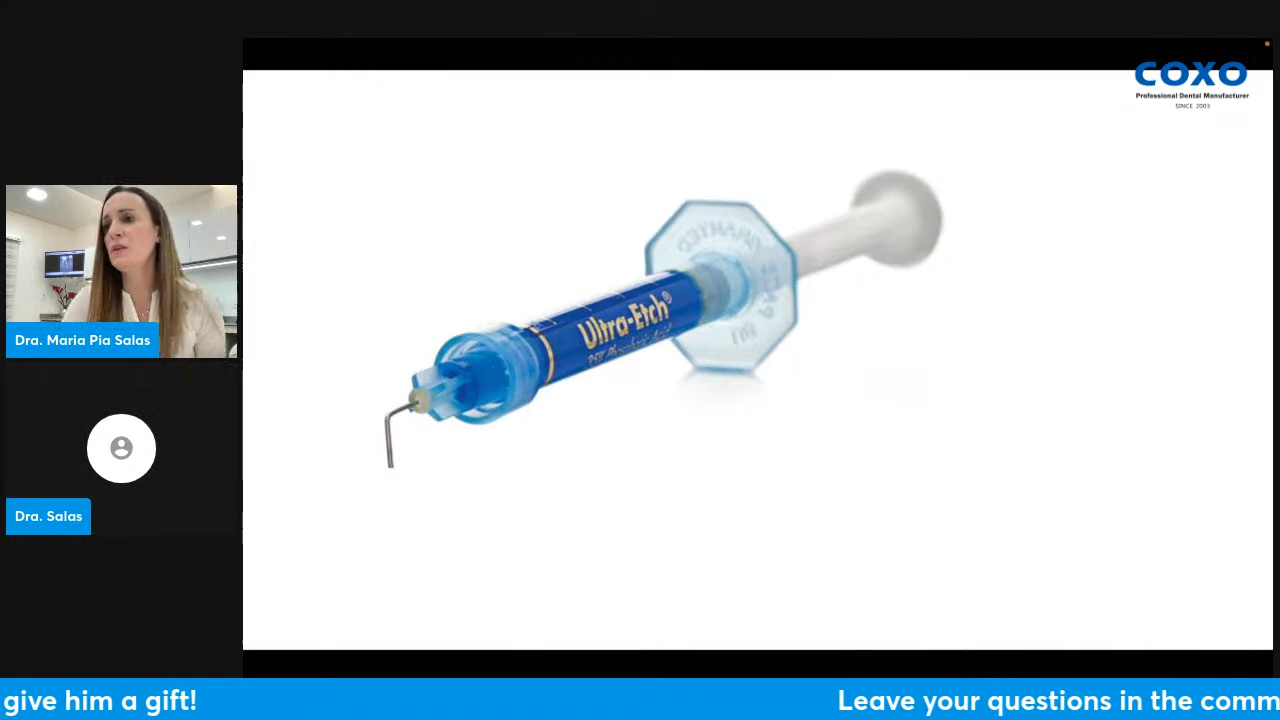 COXO
Professional Dental Manufacturer
SINCE 2003
Ultra-Etch®
Dra. Maria Pia Salas
Dra. Salas
give him a gift!
Leave your questions in the comm